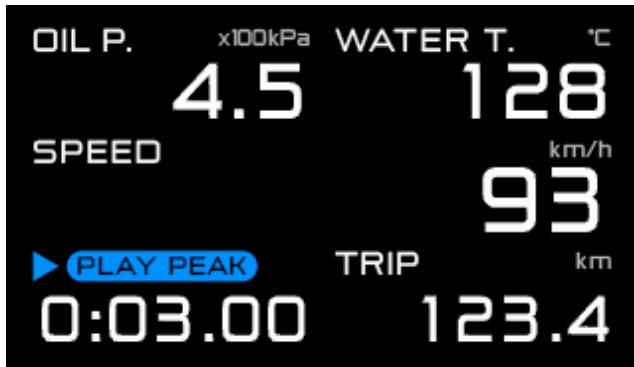 OIL P. x100kPa WATER T. °C
4.5 128
SPEED km/h
93
PLAY PEAK TRIP km
0:03.00 123.4